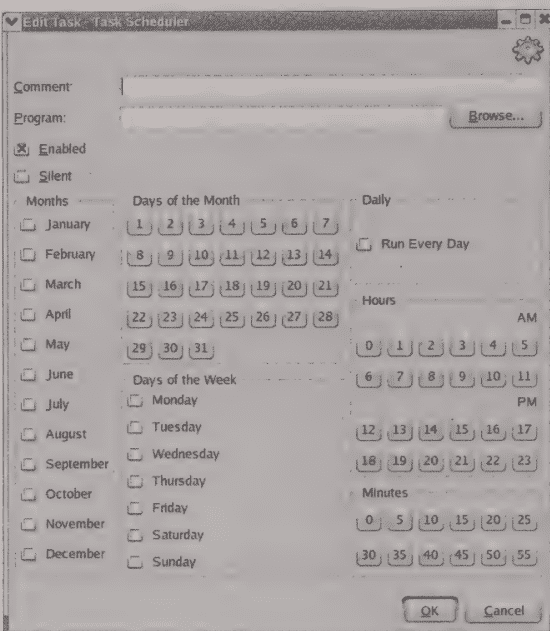 Edit Task - Task Scheduler
Comment:
Program:
Browse...
Enabled
Silent
Months
January
February
March
April
May
June
July
August
September
October
November
December
Days of the Month
1 2 3 4 5 6 7
8 9 10 11 12 13 14
15 16 17 18 19 20 21
22 23 24 25 26 27 28
29 30 31
Days of the Week
Monday
Tuesday
Wednesday
Thursday
Friday
Saturday
Sunday
Daily
Run Every Day
Hours
AM
0 1 2 3 4 5
6 7 8 9 10 11
PM
12 13 14 15 16 17
18 19 20 21 22 23
Minutes
0 5 10 15 20 25
30 35 40 45 50 55
OK
Cancel